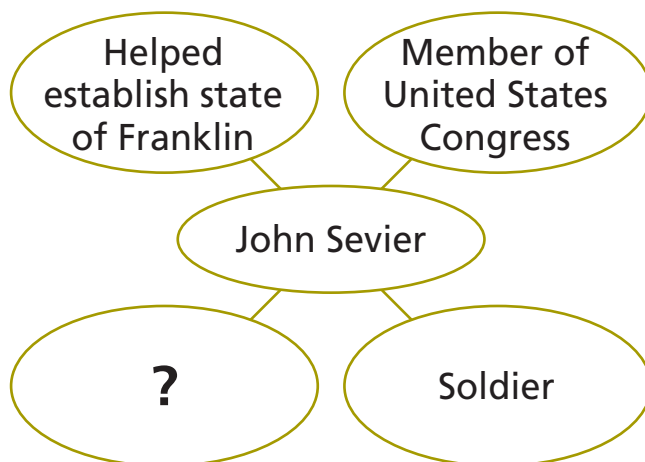 Helped
establish state
of Franklin
Member of
United States
Congress
John Sevier
?
Soldier